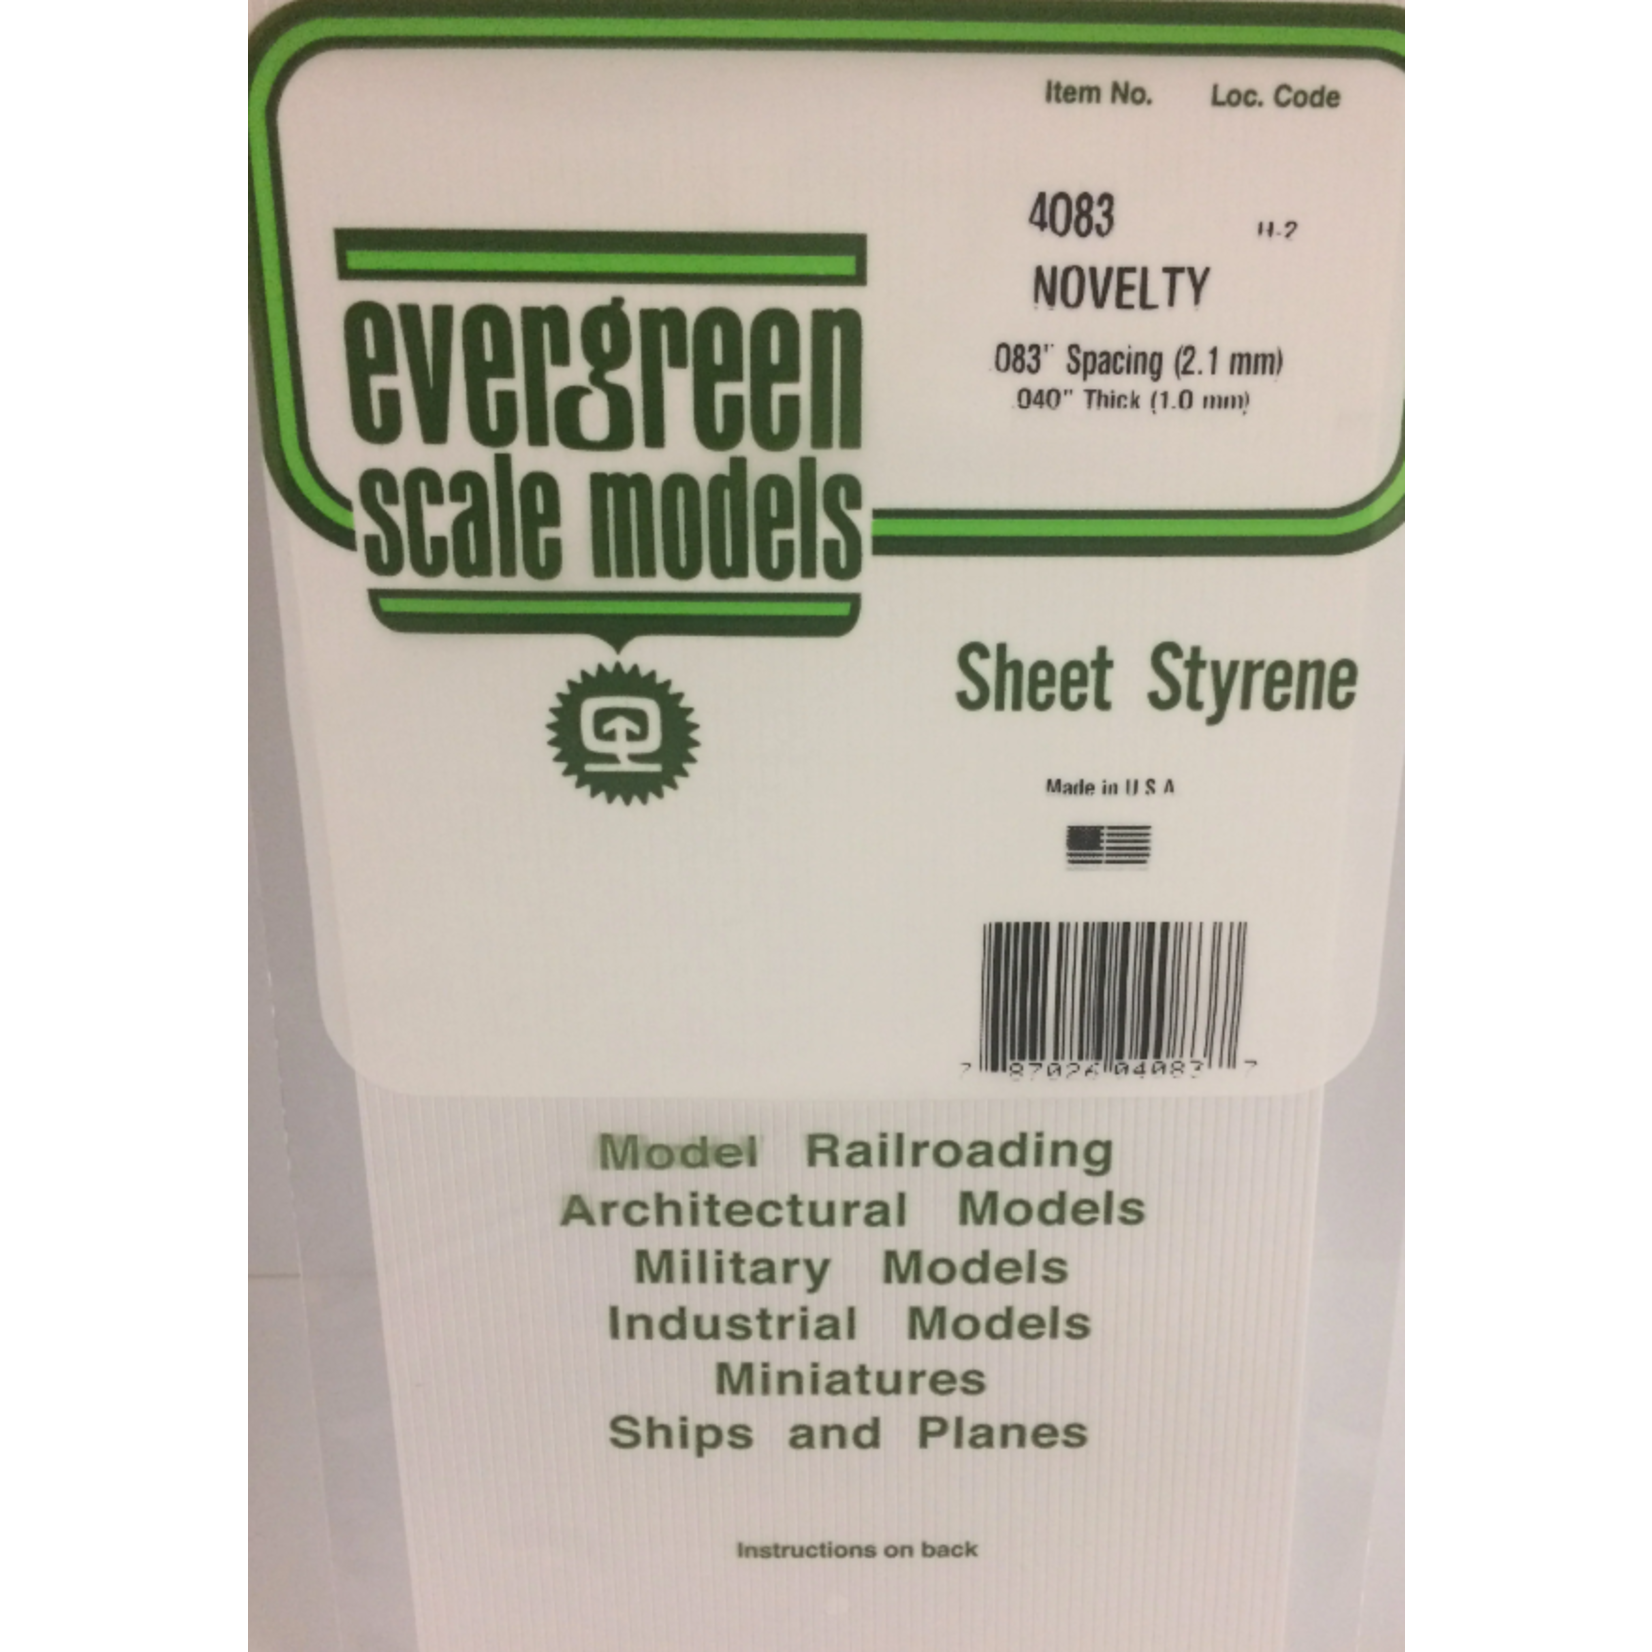 Item No. Loc. Code
4083 H-2
NOVELTY
.083" Spacing (2.1 mm)
.040" Thick (1.0 mm)
evergreen
scale models
Sheet Styrene
Made in U S A
7 87026 04083 7
Model Railroading
Architectural Models
Military Models
Industrial Models
Miniatures
Ships and Planes
Instructions on back